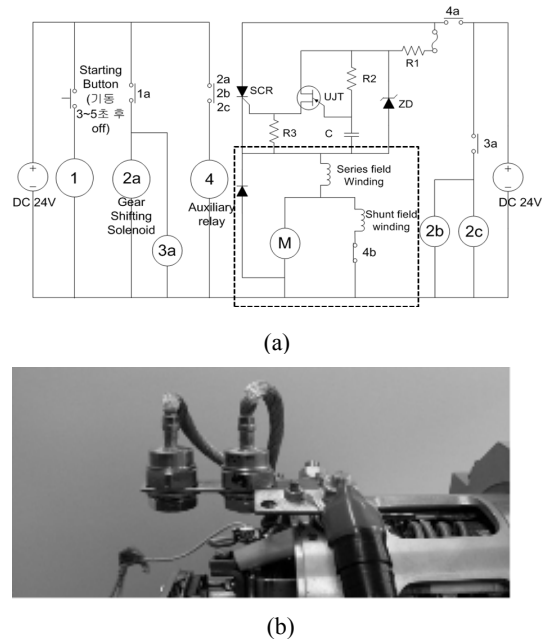 4a
R1
Starting
Button
(기동
3~5초 후
off)
1a
2a
2b
2c
SCR
UJT
R2
ZD
R3
C
3a
DC 24V
1
2a
Gear
Shifting
Solenoid
3a
4
Auxiliary
relay
Series field
Winding
M
Shunt field
winding
4b
2b
2c
DC 24V
(a)
(b)